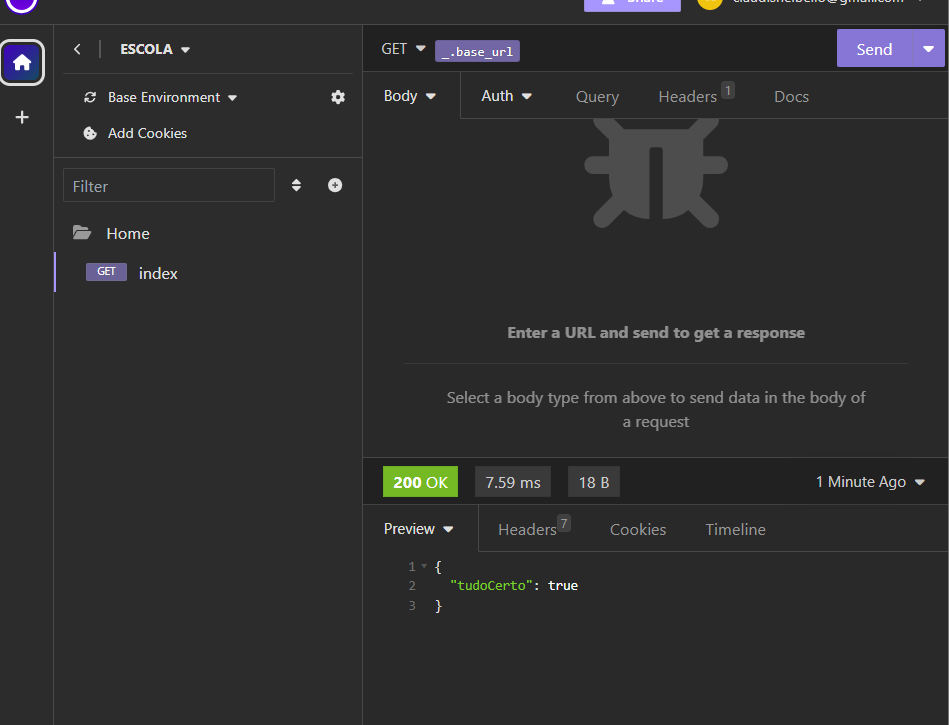 Share
ESCOLA
GET _.base_url
Send
Base Environment
Add Cookies
Body
Auth
Query
Headers 1
Docs
Filter
Home
GET index
Enter a URL and send to get a response
Select a body type from above to send data in the body of
a request
200 OK
7.59 ms
18 B
1 Minute Ago
Preview
Headers 7
Cookies
Timeline
1 {
2 "tudoCerto": true
3 }